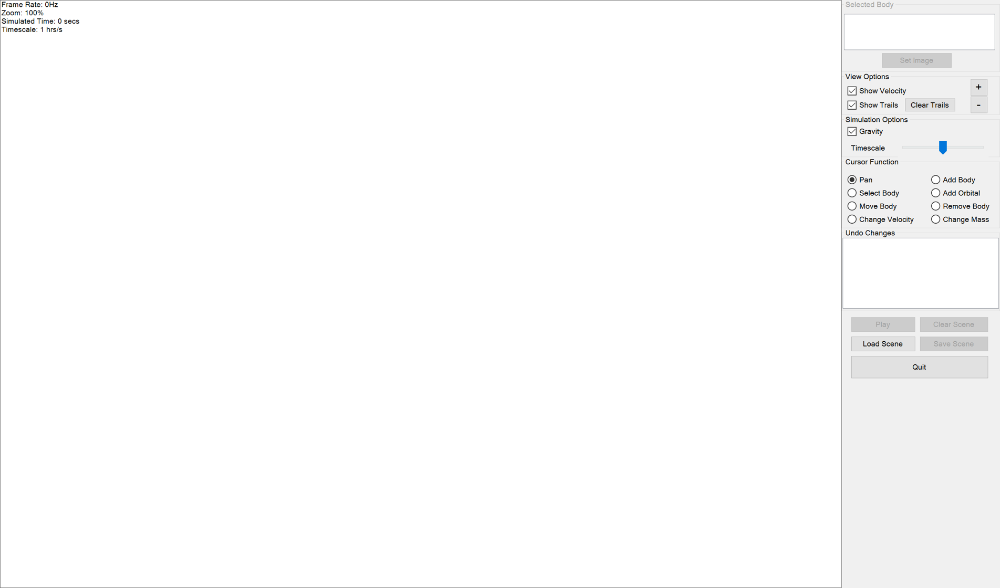 Frame Rate: 0Hz
Zoom: 100%
Simulated Time: 0 secs
Timescale: 1 hrs/s
Selected Body
Set Image
View Options
Show Velocity
+
Show Trails
Clear Trails
-
Simulation Options
Gravity
Timescale
Cursor Function
Pan
Add Body
Select Body
Add Orbital
Move Body
Remove Body
Change Velocity
Change Mass
Undo Changes
Play
Clear Scene
Load Scene
Save Scene
Quit